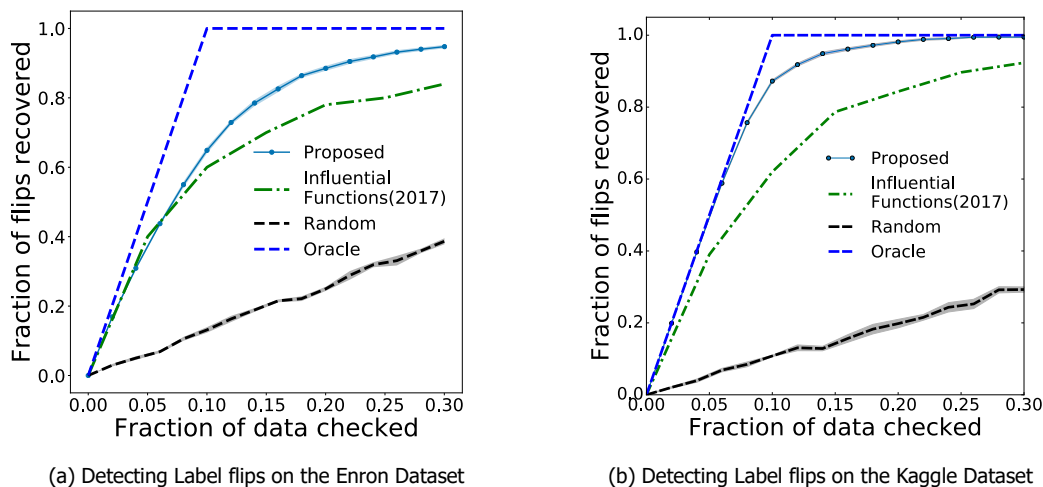 1.0
0.8
0.6
0.4
0.2
0.0
Fraction of flips recovered
Proposed
Influential
Functions(2017)
Random
Oracle
0.00 0.05 0.10 0.15 0.20 0.25 0.30
Fraction of data checked
(a) Detecting Label flips on the Enron Dataset
1.0
0.8
0.6
0.4
0.2
0.0
Fraction of flips recovered
Proposed
Influential
Functions(2017)
Random
Oracle
0.00 0.05 0.10 0.15 0.20 0.25 0.30
Fraction of data checked
(b) Detecting Label flips on the Kaggle Dataset